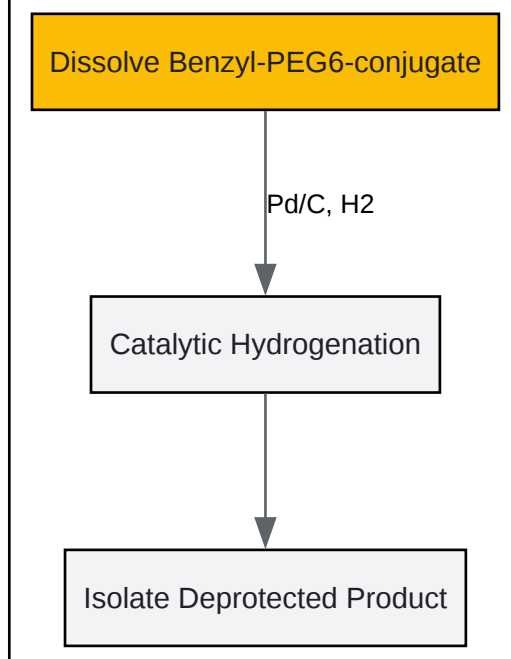 Dissolve Benzyl-PEG6-conjugate
Pd/C, H2
Catalytic Hydrogenation
Isolate Deprotected Product